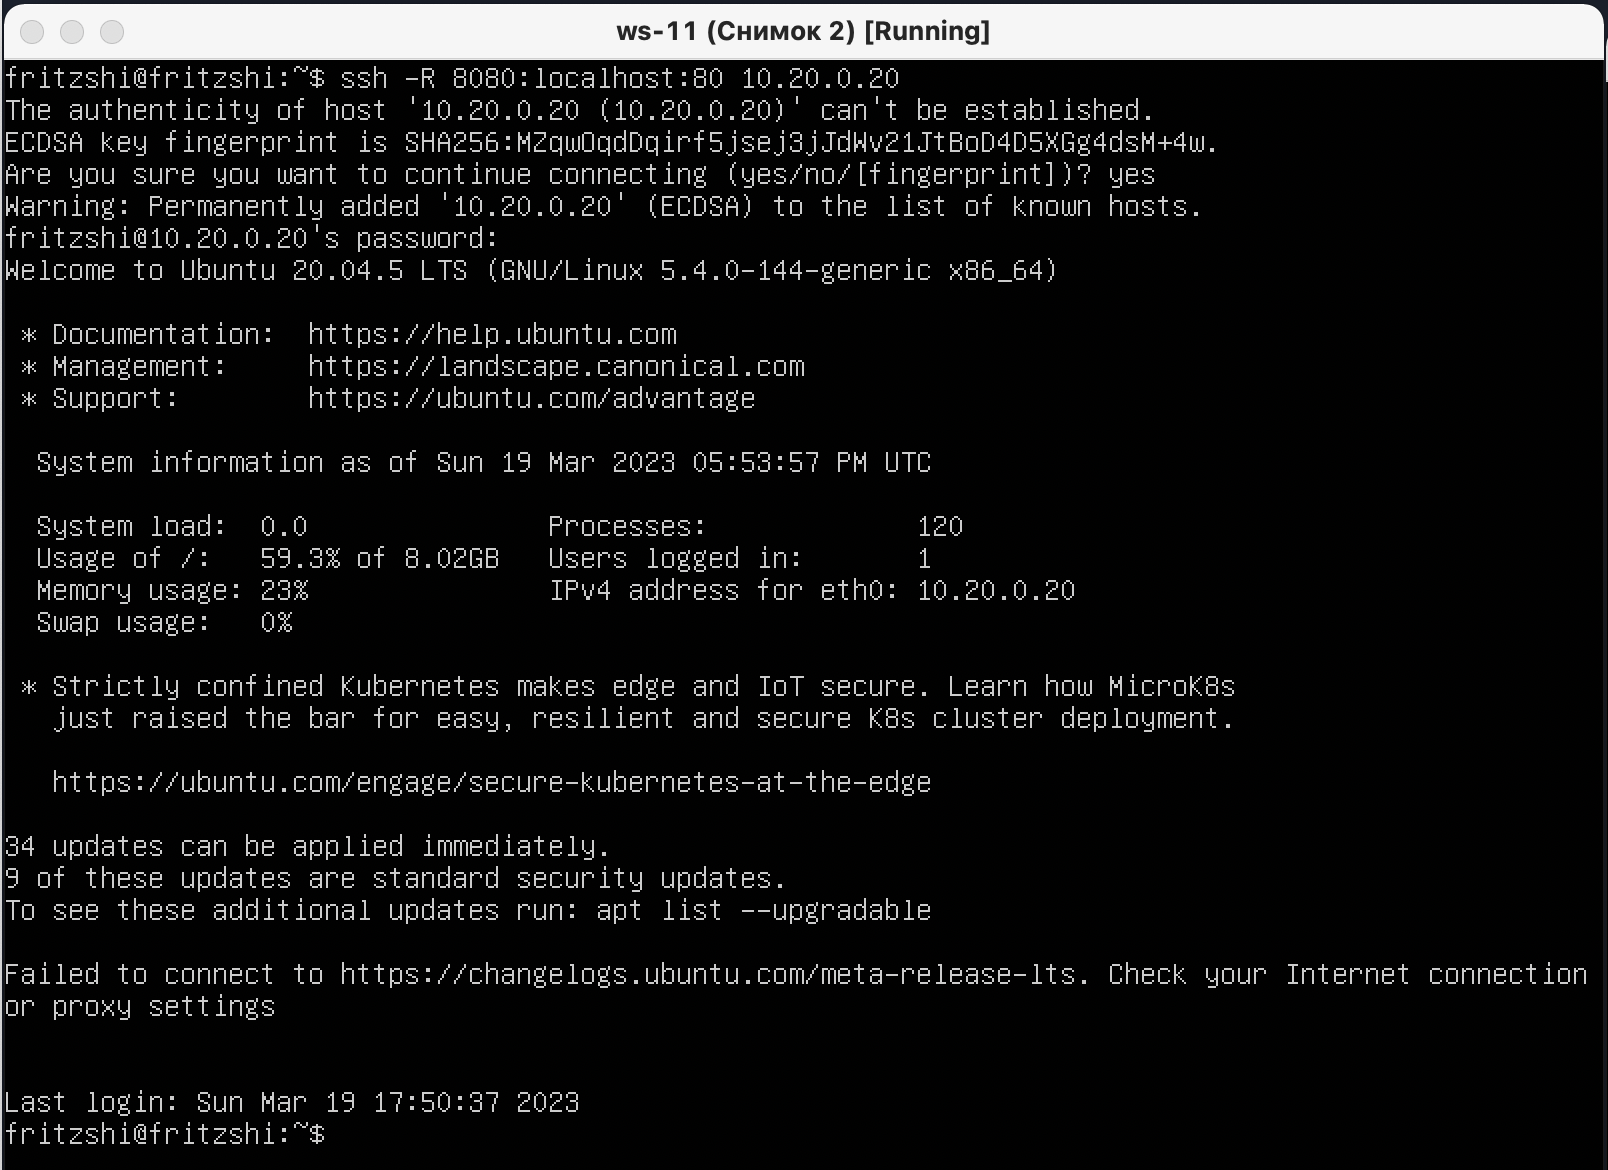 ws-11 (Снимок 2) [Running]
fritzshi@fritzshi:~$ ssh -R 8080:localhost:80 10.20.0.20
The authenticity of host '10.20.0.20 (10.20.0.20)' can't be established.
ECDSA key fingerprint is SHA256:MZqwOqdDqirf5jsej3jJdWv21JtBoD4D5XGg4dsM+4w.
Are you sure you want to continue connecting (yes/no/[fingerprint])? yes
Warning: Permanently added '10.20.0.20' (ECDSA) to the list of known hosts.
fritzshi@10.20.0.20's password:
Welcome to Ubuntu 20.04.5 LTS (GNU/Linux 5.4.0-144-generic x86_64)
* Documentation:  https://help.ubuntu.com
* Management:     https://landscape.canonical.com
* Support:        https://ubuntu.com/advantage
System information as of Sun 19 Mar 2023 05:53:57 PM UTC
System load:  0.0               Processes:             120
Usage of /:   59.3% of 8.02GB   Users logged in:       1
Memory usage: 23%               IPv4 address for eth0: 10.20.0.20
Swap usage:   0%
* Strictly confined Kubernetes makes edge and IoT secure. Learn how MicroK8s
just raised the bar for easy, resilient and secure K8s cluster deployment.
https://ubuntu.com/engage/secure-kubernetes-at-the-edge
34 updates can be applied immediately.
9 of these updates are standard security updates.
To see these additional updates run: apt list --upgradable
Failed to connect to https://changelogs.ubuntu.com/meta-release-lts. Check your Internet connection
or proxy settings
Last login: Sun Mar 19 17:50:37 2023
fritzshi@fritzshi:~$